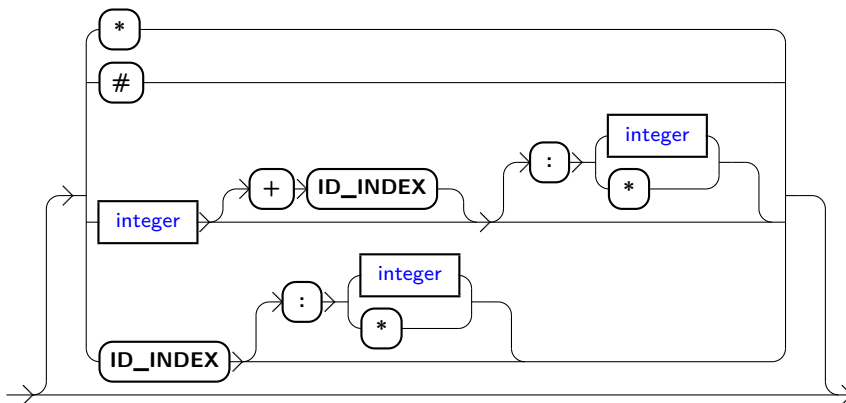 *
#
integer
+ ID_INDEX : *
integer
integer
: *
ID_INDEX